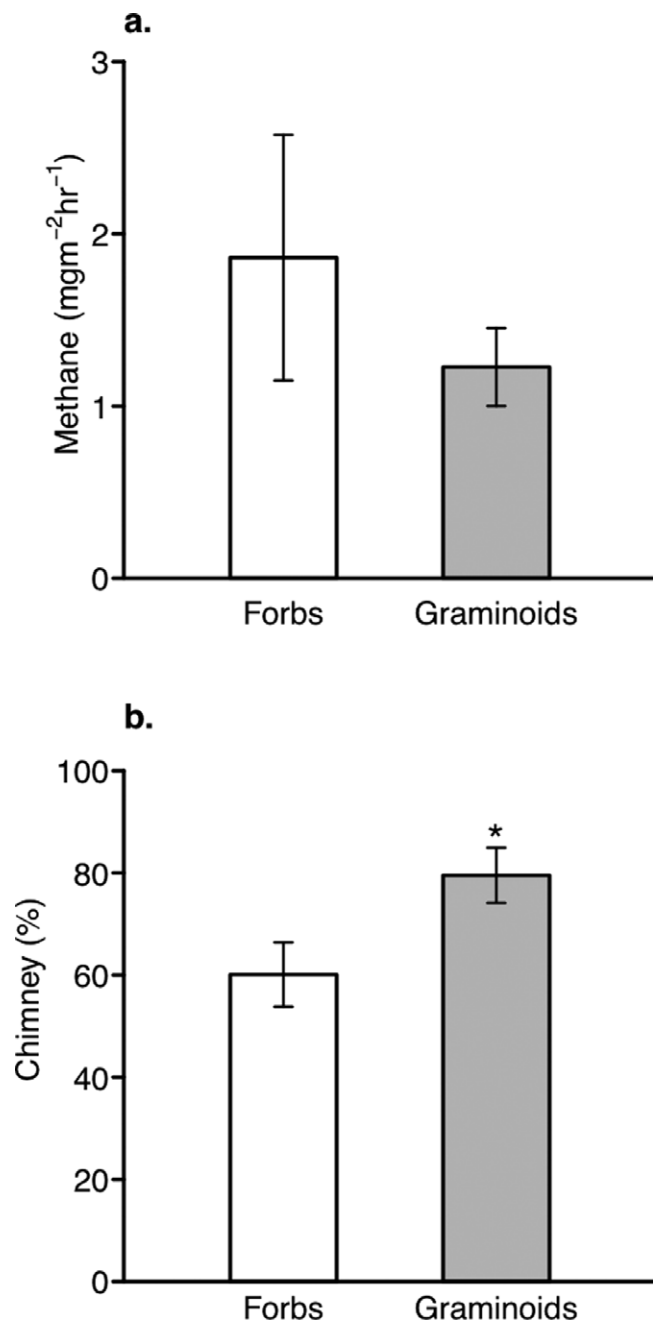 a.
3
2
1
0
Methane (mgm⁻²hr⁻¹)
Forbs Graminoids
b.
100
80
60
40
20
0
Chimney (%)
*
Forbs Graminoids